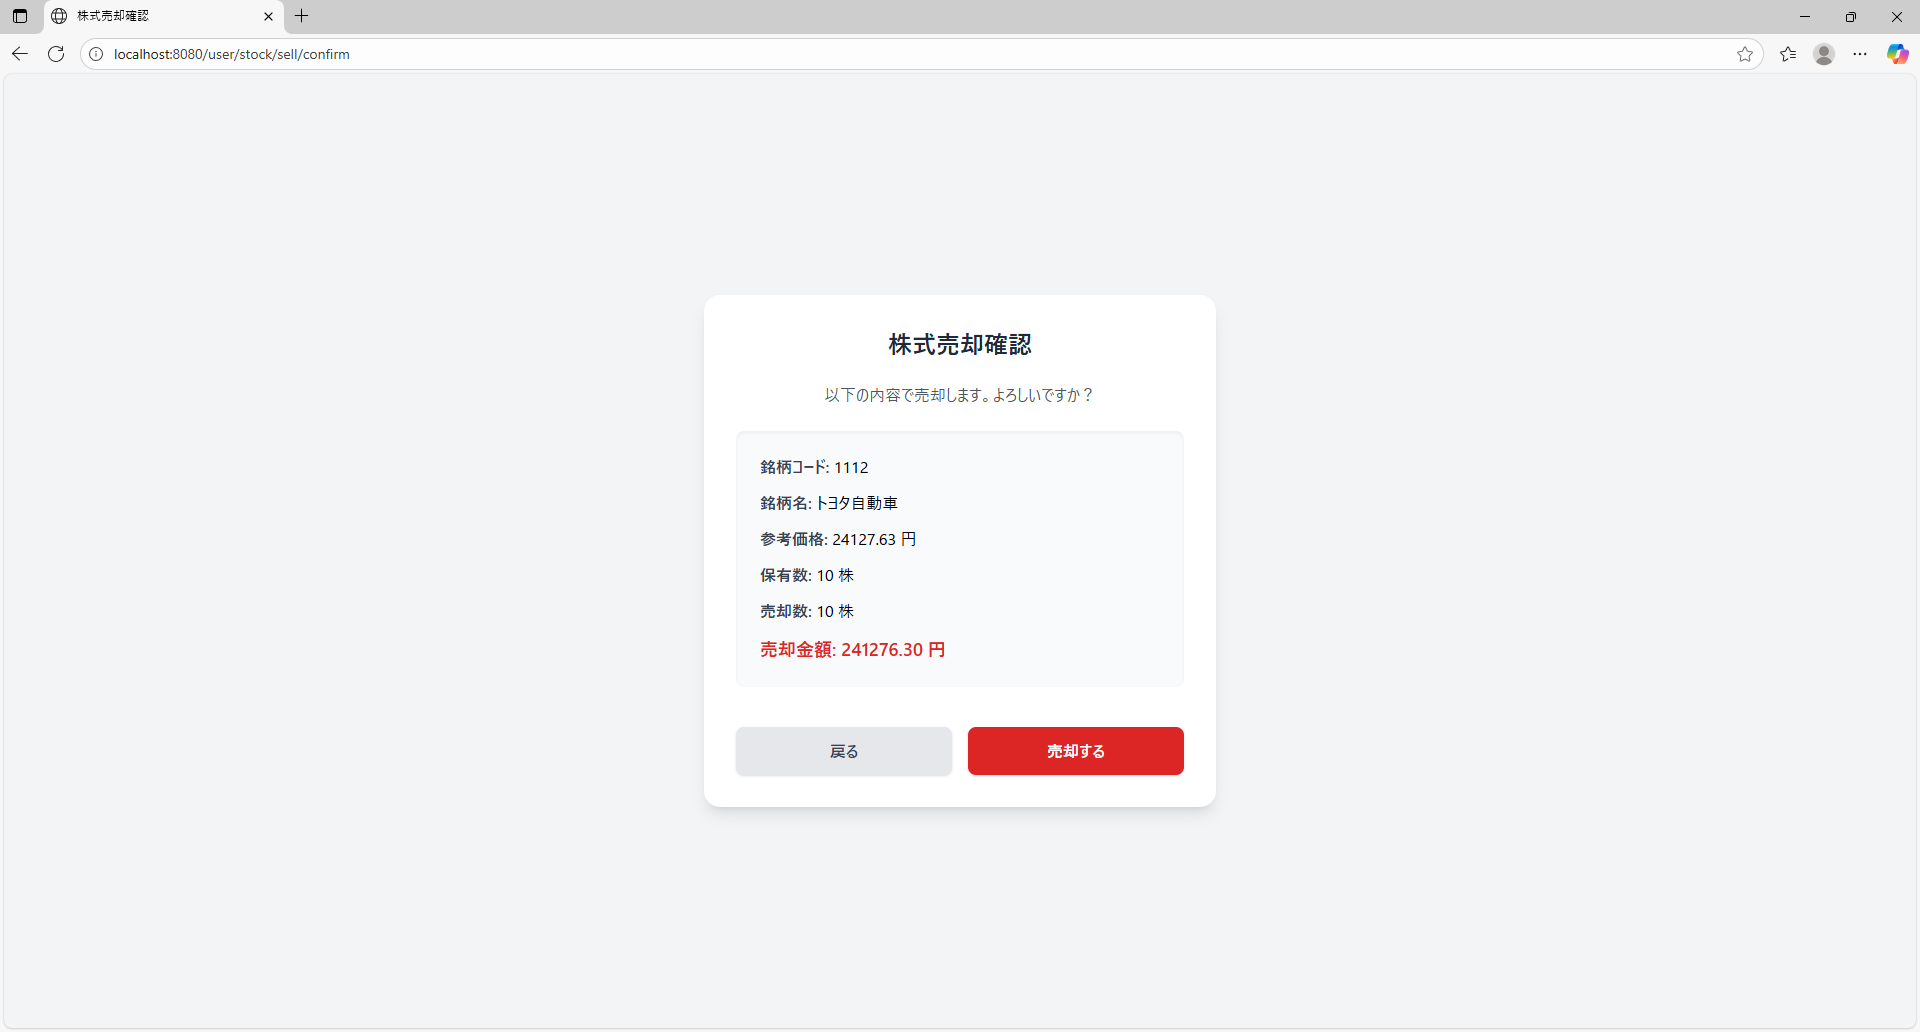 株式売却確認
localhost:8080/user/stock/sell/confirm
株式売却確認
以下の内容で売却します。よろしいですか？
銘柄コード: 1112
銘柄名: トヨタ自動車
参考価格: 24127.63 円
保有数: 10 株
売却数: 10 株
売却金額: 241276.30 円
戻る
売却する